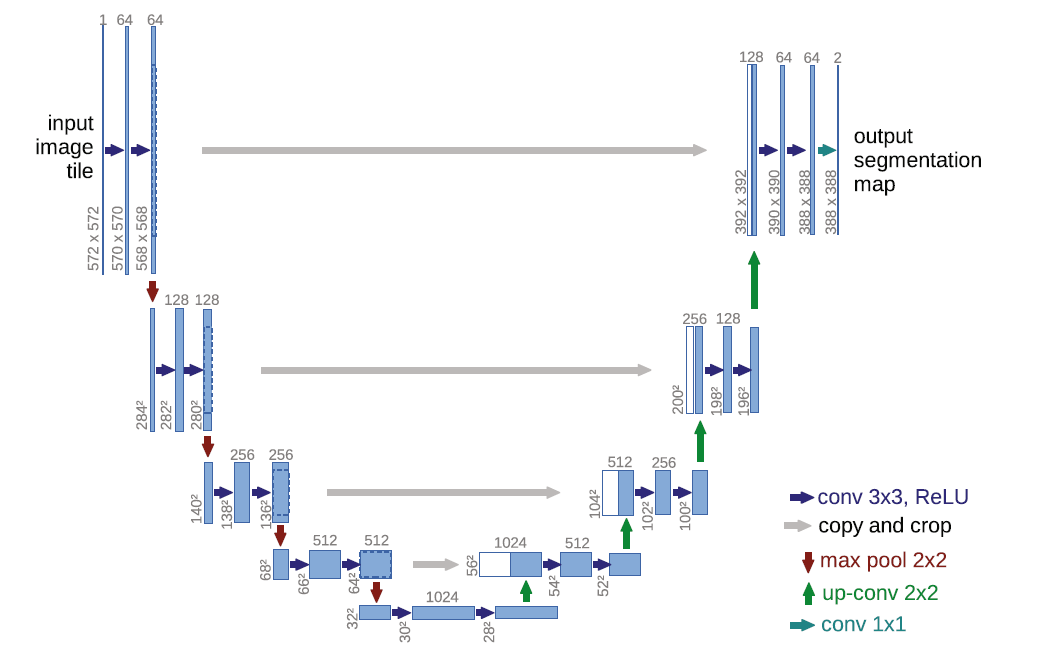 1 64 64
128 64 64 2
input
image
tile
output
segmentation
map
572 x 572
570 x 570
568 x 568
392 x 392
390 x 390
388 x 388
388 x 388
128 128
256 128
284²
282²
280²
200²
198²
196²
256 256
512 256
140²
138²
136²
104²
102²
100²
512 512
1024 512
68²
66²
64²
56²
54²
52²
1024
32²
30²
28²
conv 3x3, ReLU
copy and crop
max pool 2x2
up-conv 2x2
conv 1x1